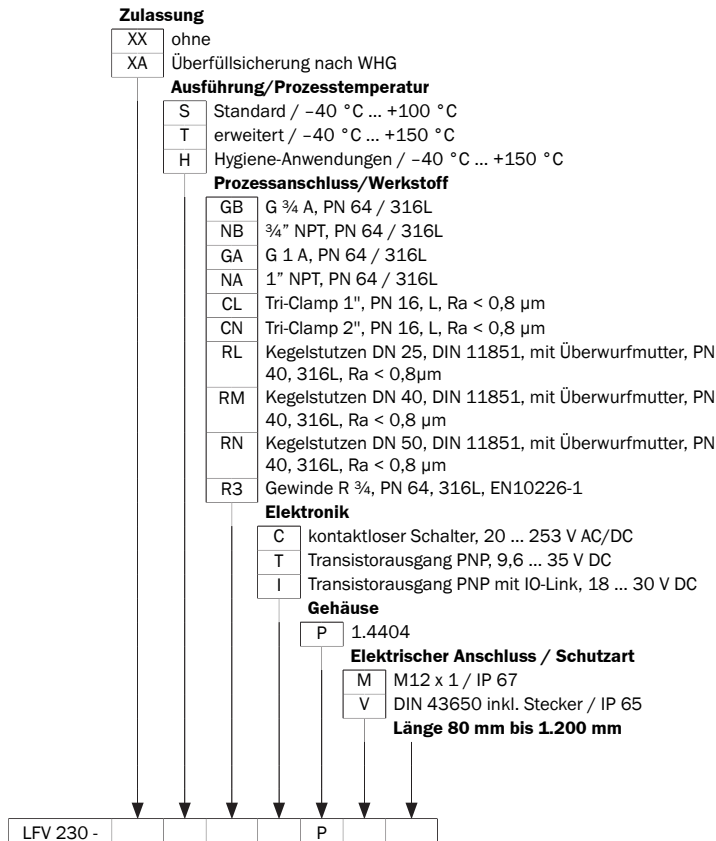 Zulassung
XX ohne
XA Überfüllsicherung nach WHG
Ausführung/Prozesstemperatur
S Standard / –40 °C ... +100 °C
T erweitert / –40 °C ... +150 °C
H Hygiene-Anwendungen / –40 °C ... +150 °C
Prozessanschluss/Werkstoff
GB G ¾ A, PN 64 / 316L
NB ¾” NPT, PN 64 / 316L
GA G 1 A, PN 64 / 316L
NA 1” NPT, PN 64 / 316L
CL Tri-Clamp 1", PN 16, L, Ra < 0,8 µm
CN Tri-Clamp 2", PN 16, L, Ra < 0,8 µm
RL Kegelstutzen DN 25, DIN 11851, mit Überwurfmutter, PN
40, 316L, Ra < 0,8µm
RM Kegelstutzen DN 40, DIN 11851, mit Überwurfmutter, PN
40, 316L, Ra < 0,8 µm
RN Kegelstutzen DN 50, DIN 11851, mit Überwurfmutter, PN
40, 316L, Ra < 0,8 µm
R3 Gewinde R ¾, PN 64, 316L, EN10226-1
Elektronik
C kontaktloser Schalter, 20 ... 253 V AC/DC
T Transistorausgang PNP, 9,6 ... 35 V DC
I Transistorausgang PNP mit IO-Link, 18 ... 30 V DC
Gehäuse
P 1.4404
Elektrischer Anschluss / Schutzart
M M12 x 1 / IP 67
V DIN 43650 inkl. Stecker / IP 65
Länge 80 mm bis 1.200 mm
LFV 230 - P